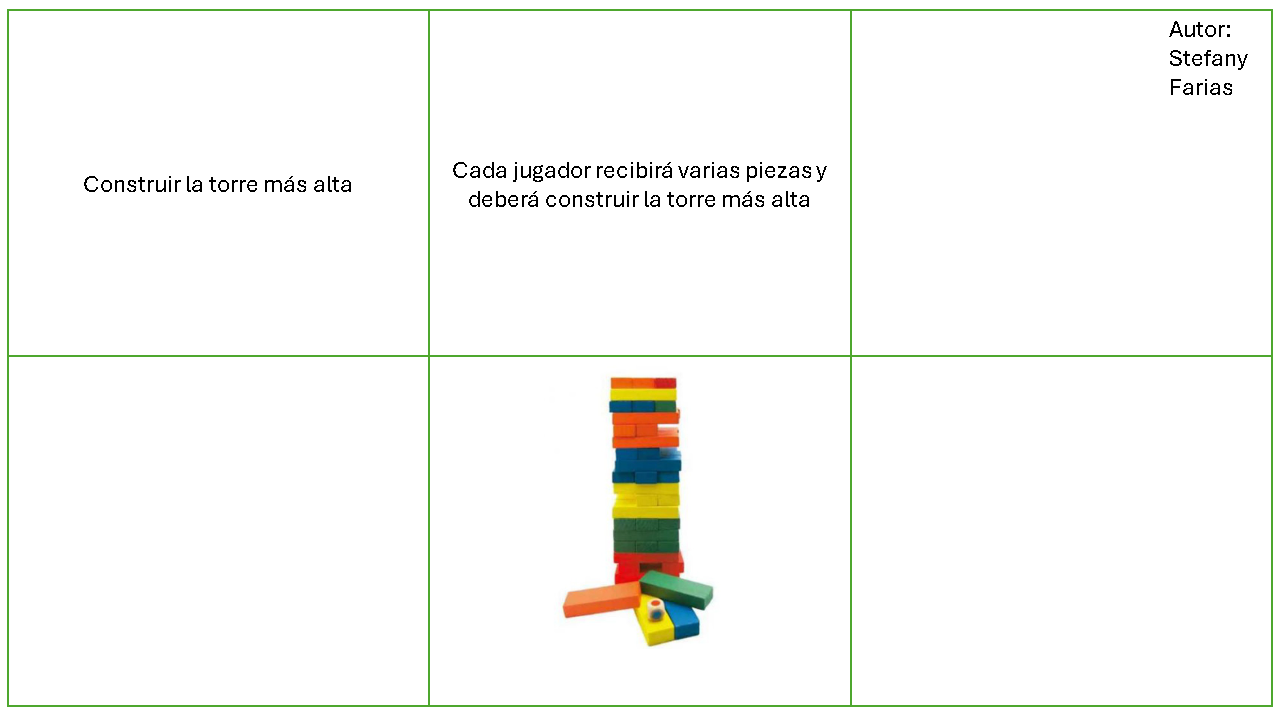 Construir la torre más alta
Cada jugador recibirá varias piezas y
deberá construir la torre más alta
Autor:
Stefany
Farias